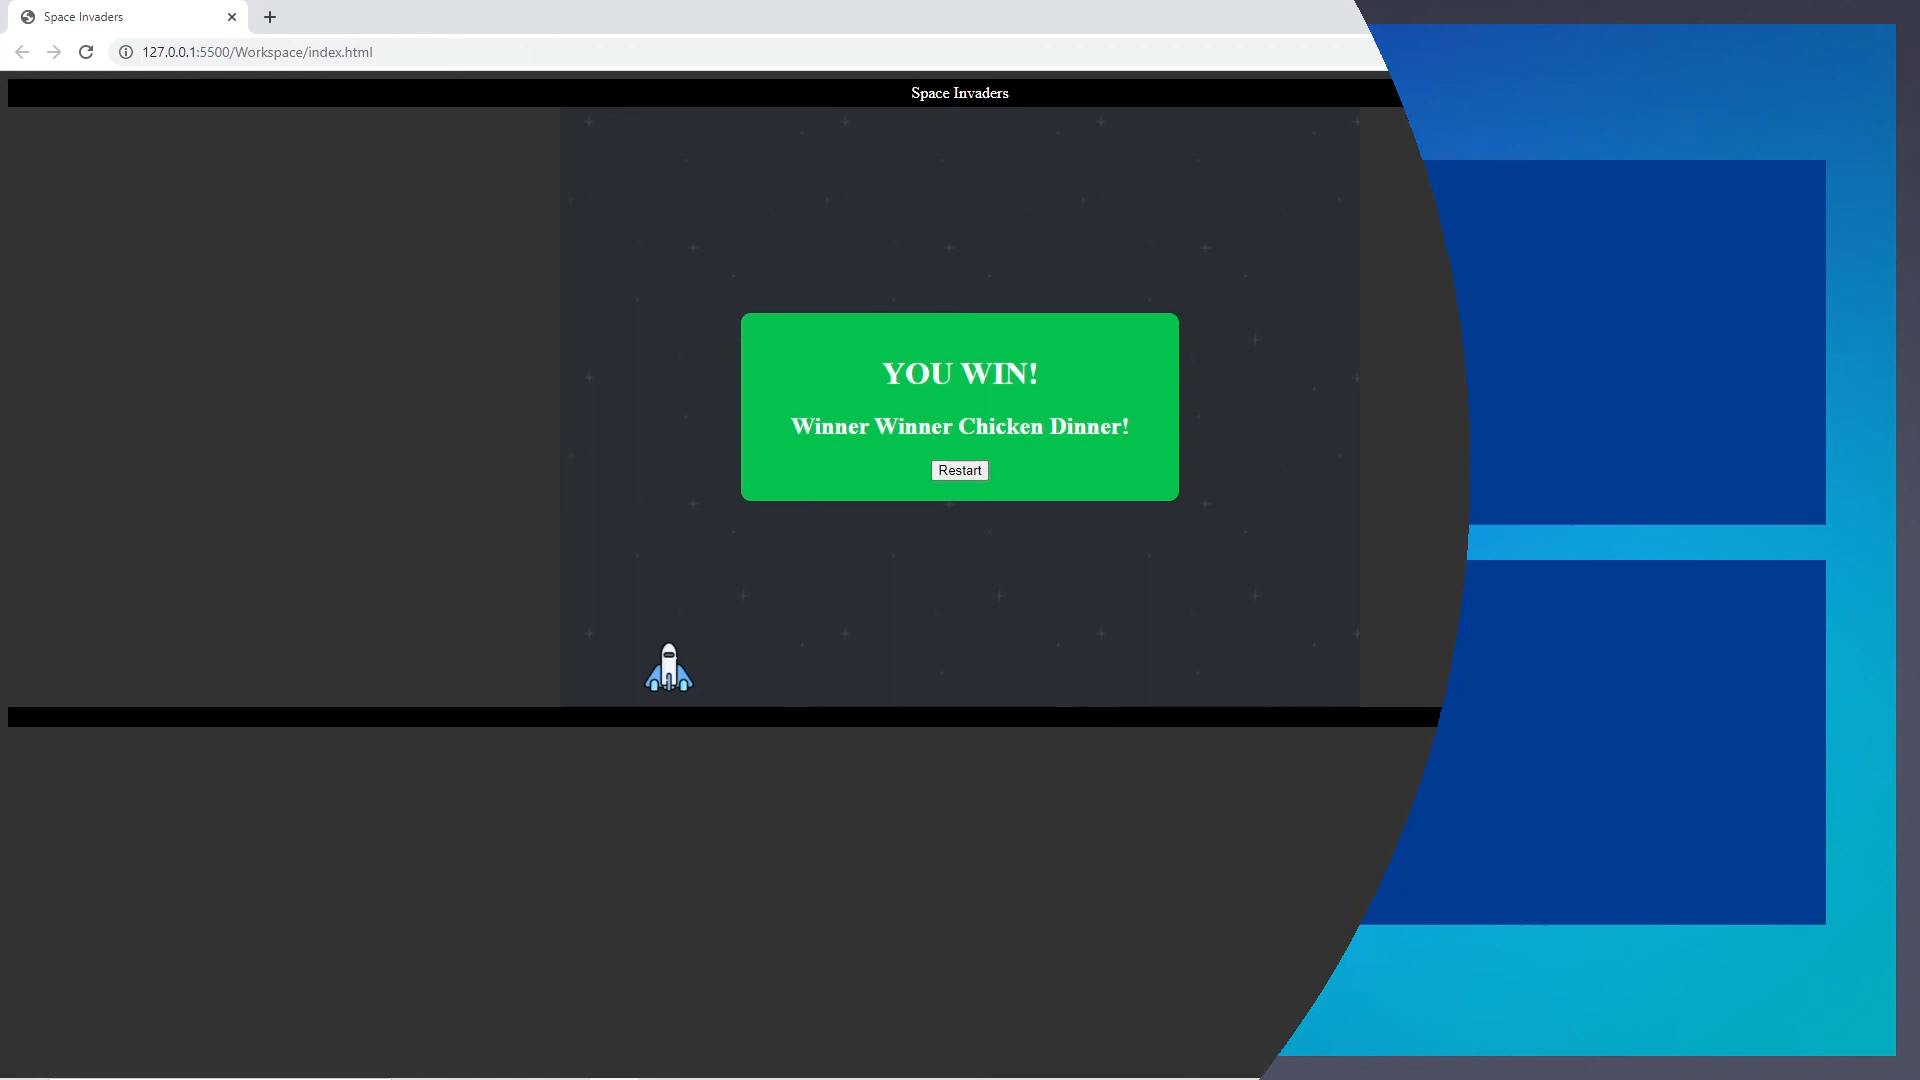 Space Invaders
127.0.0.1:5500/Workspace/index.html
Space Invaders
YOU WIN!
Winner Winner Chicken Dinner!
Restart